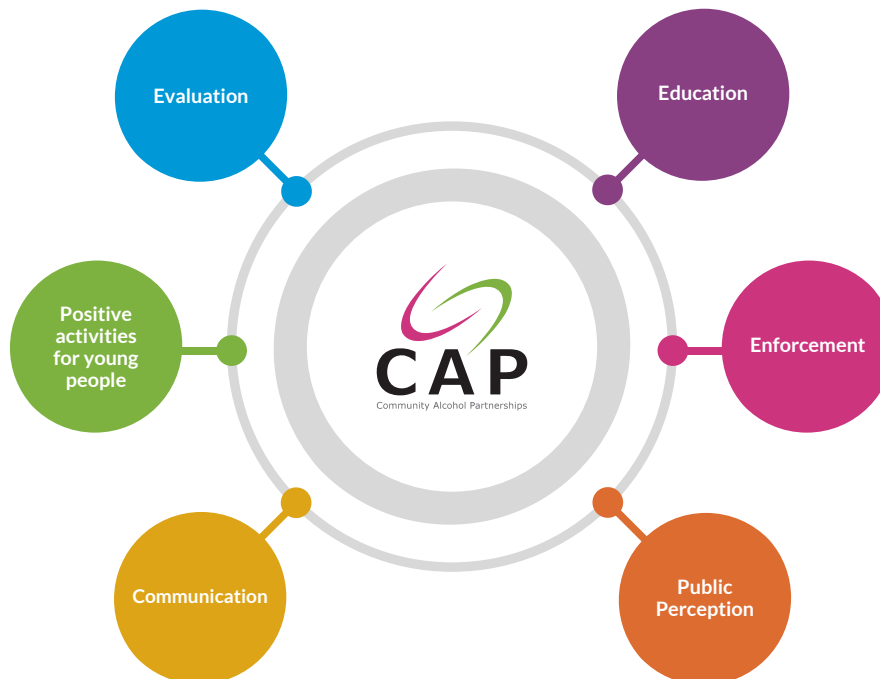 Evaluation
Education
Positive
activities
for young
people
CAP
Community Alcohol Partnerships
Enforcement
Communication
Public
Perception